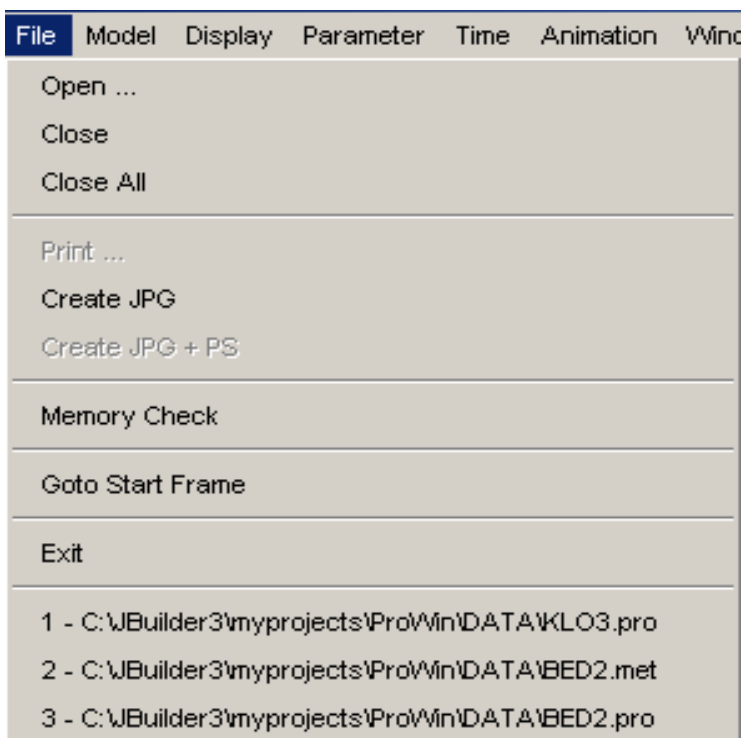 File Model Display Parameter Time Animation Wind
Open ...
Close
Close All
Print ...
Create JPG
Create JPG + PS
Memory Check
Goto Start Frame
Exit
1 - C:\JBuilder3\myprojects\ProWin\DATA\KLO3.pro
2 - C:\JBuilder3\myprojects\ProWin\DATA\BED2.met
3 - C:\JBuilder3\myprojects\ProWin\DATA\BED2.pro